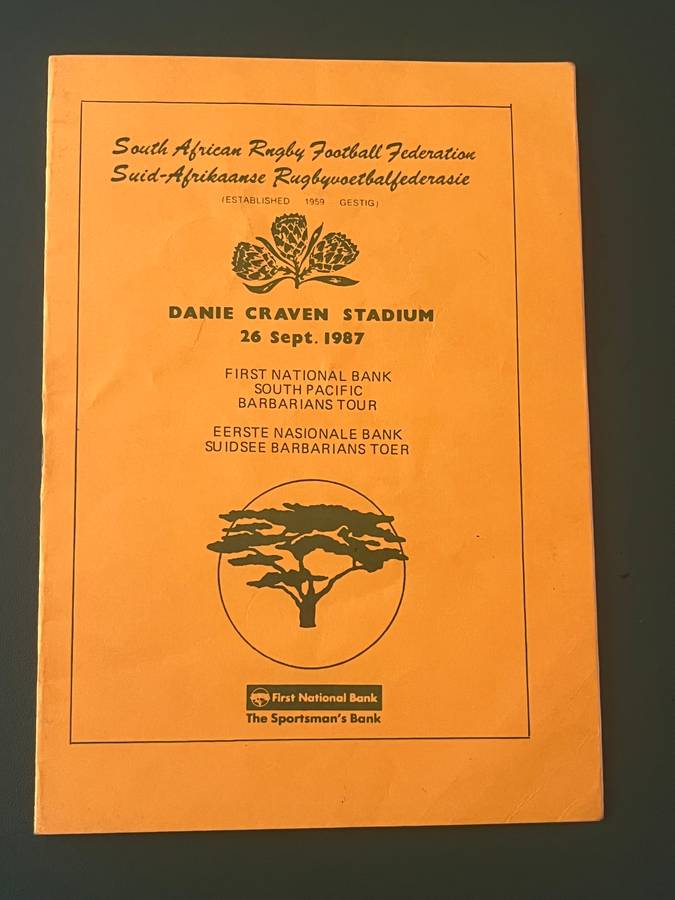 South African Rugby Football Federation
Suid-Afrikaanse Rugbyvoetbalfederasie
(ESTABLISHED 1959 GESTIG)
DANIE CRAVEN STADIUM
26 Sept. 1987
FIRST NATIONAL BANK
SOUTH PACIFIC
BARBARIANS TOUR
EERSTE NASIONALE BANK
SUIDSEE BARBARIANS TOER
First National Bank
The Sportsman's Bank